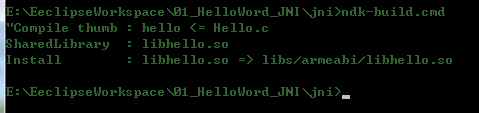 E:\EeclipseWorkspace\01_HelloWord_JNI\jni>ndk-build.cmd
"Compile thumb : hello <= Hello.c
SharedLibrary  : libhello.so
Install        : libhello.so => libs/armeabi/libhello.so
E:\EeclipseWorkspace\01_HelloWord_JNI\jni>_